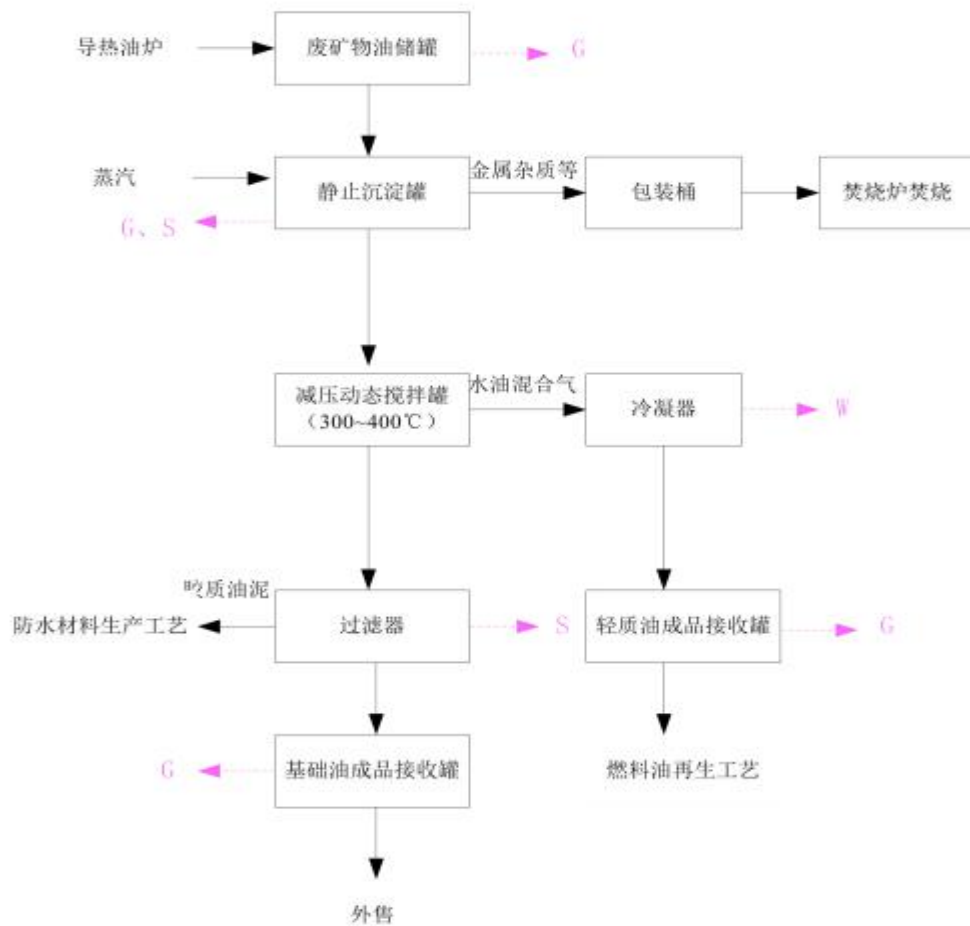 导热油炉
废矿物油储罐
G
蒸汽
静止沉淀罐
金属杂质等
包装桶
焚烧炉焚烧
G、S
减压动态搅拌罐
（300~400℃）
水油混合气
冷凝器
W
胶质油泥
防水材料生产工艺
过滤器
S
轻质油成品接收罐
G
G
基础油成品接收罐
燃料油再生工艺
外售